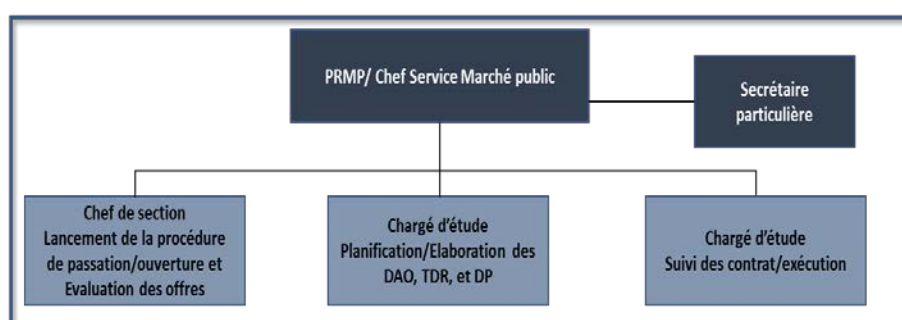 PRMP/ Chef Service Marché public
Secrétaire
particulière
Chef de section
Lancement de la procédure
de passation/ouverture et
Evaluation des offres
Chargé d'étude
Planification/Elaboration des
DAO, TDR, et DP
Chargé d'étude
Suivi des contrat/exécution